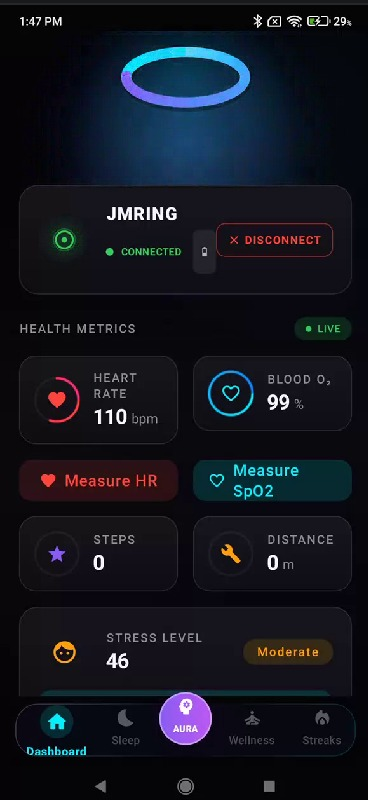 1:47 PM
29%
JMRING
CONNECTED
DISCONNECT
HEALTH METRICS
LIVE
HEART
RATE
110 bpm
BLOOD O₂
99 %
Measure HR
Measure
SpO2
STEPS
0
DISTANCE
0 m
STRESS LEVEL
46
Moderate
Dashboard
Sleep
AURA
Wellness
Streaks